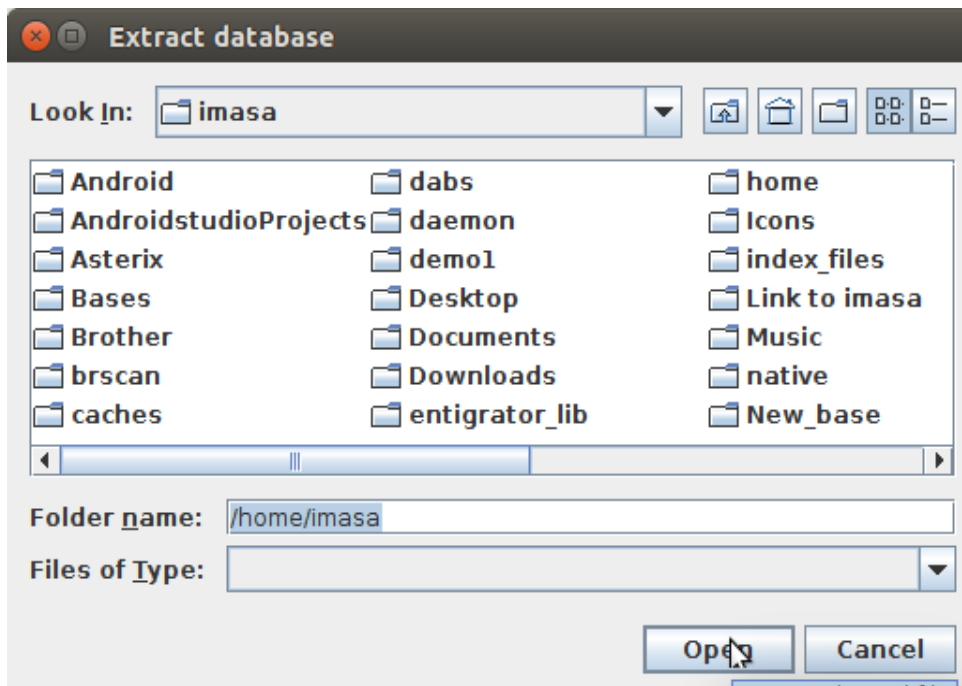 Extract database
Look In: imasa
Android dabs home
AndroidstudioProjects daemon Icons
Asterix demo1 index_files
Bases Desktop Link to imasa
Brother Documents Music
brscan Downloads native
caches entigrator_lib New_base
Folder name: /home/imasa
Files of Type:
Open Cancel